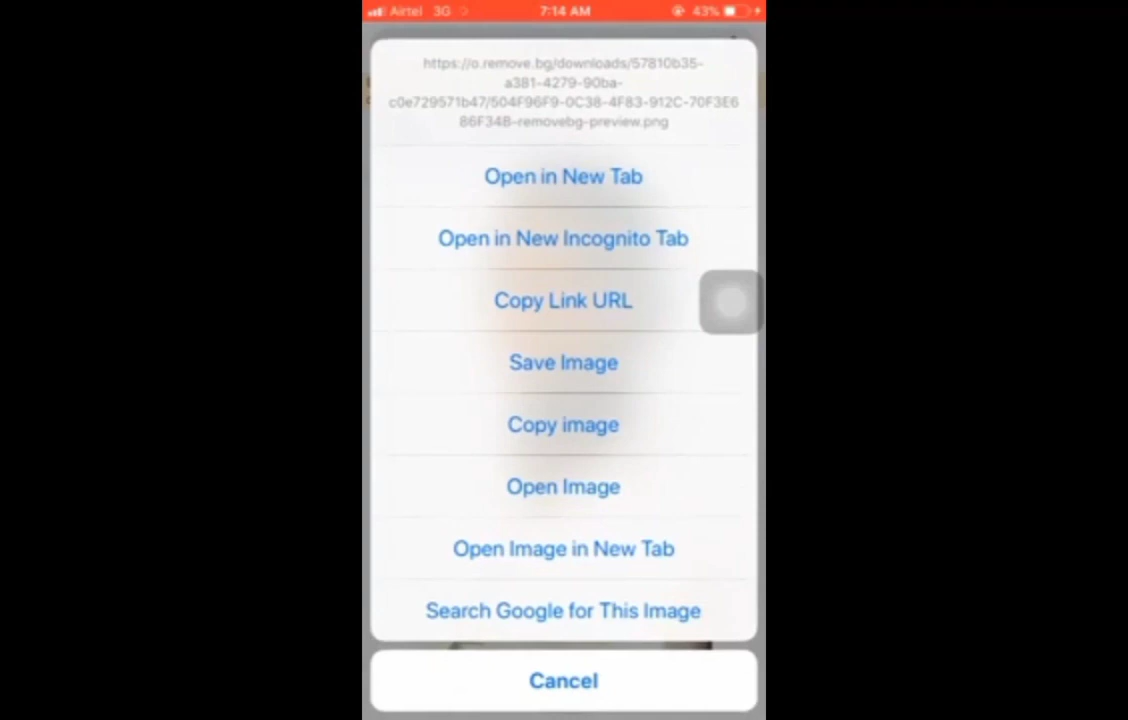 Airtel 3G 7:14 AM 43%
https://o.remove.bg/downloads/57810b35-
a381-4279-90ba-
c0e729571b47/504F96F9-0C38-4F83-912C-70F3E6
86F34B-removebg-preview.png
Open in New Tab
Open in New Incognito Tab
Copy Link URL
Save Image
Copy image
Open Image
Open Image in New Tab
Search Google for This Image
Cancel